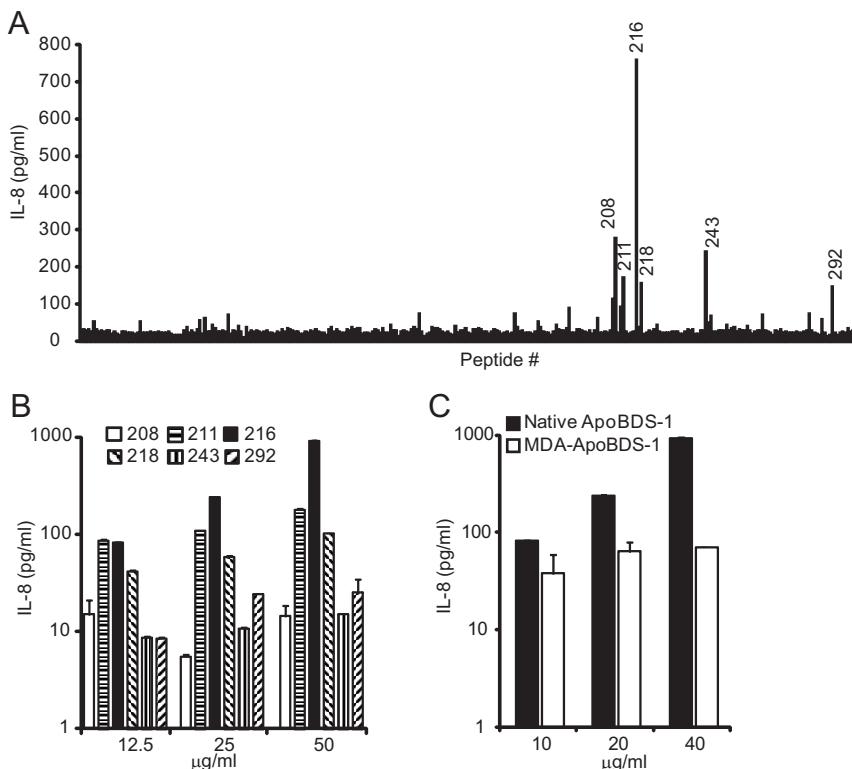 A
IL-8 (pg/ml)
800
700
600
500
400
300
200
100
0
208
211
216
218
243
292
Peptide #
B
208 211 216
218 243 292
IL-8 (pg/ml)
1000
100
10
1
12.5 25 50
μg/ml
C
Native ApoBDS-1
MDA-ApoBDS-1
IL-8 (pg/ml)
1000
100
10
1
10 20 40
μg/ml